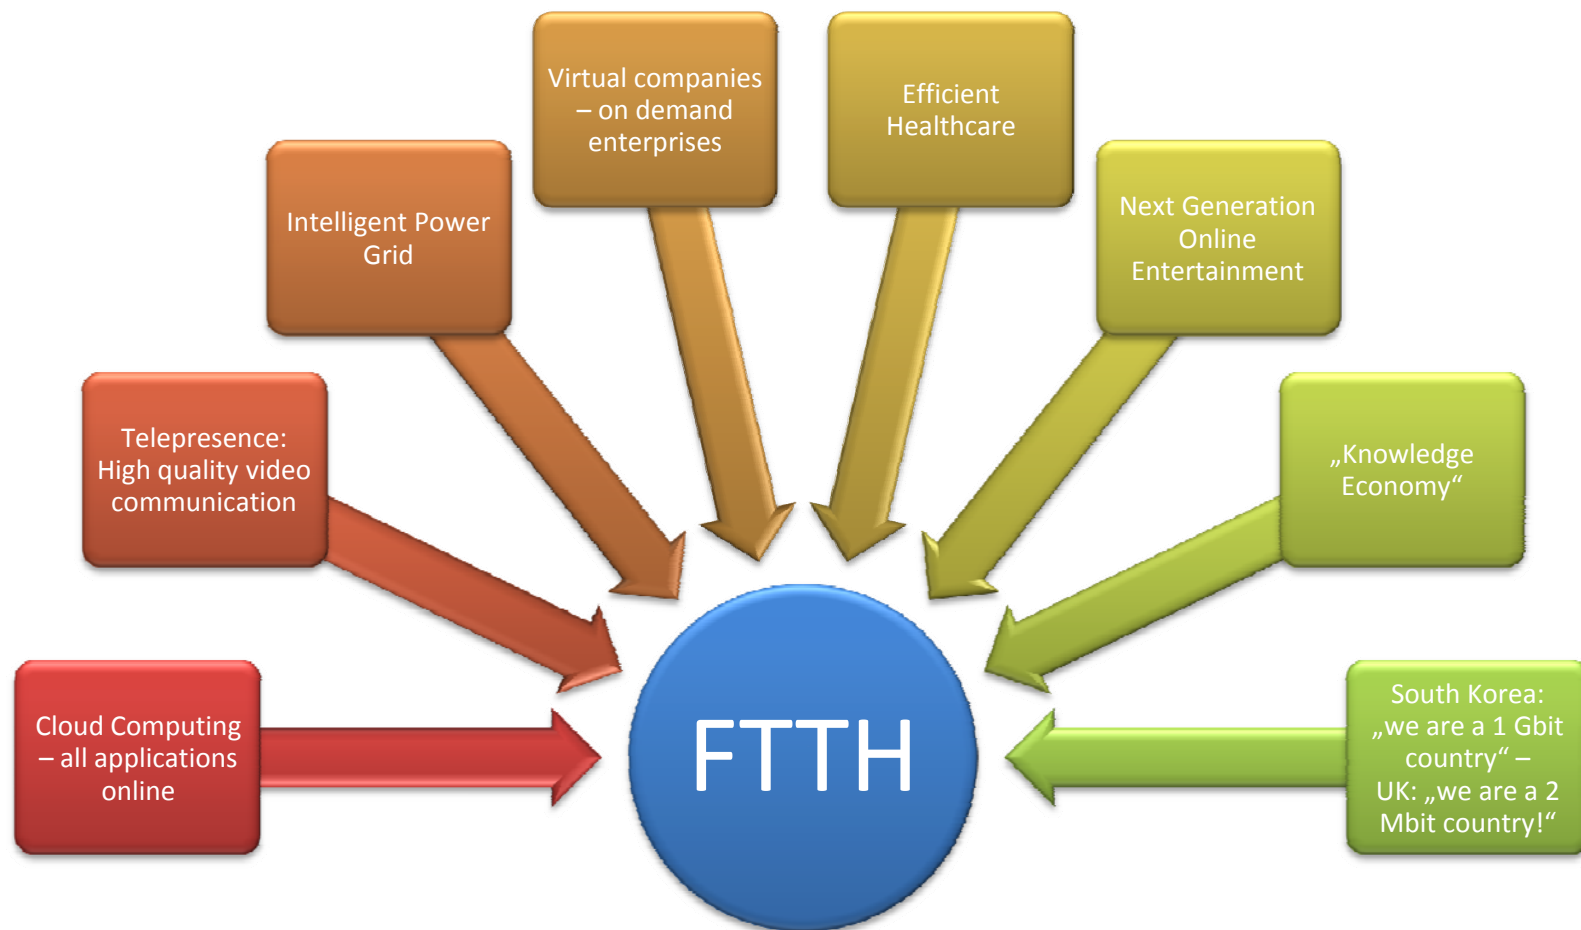 Virtual companies
– on demand
enterprises
Efficient
Healthcare
Intelligent Power
Grid
Next Generation
Online
Entertainment
Telepresence:
High quality video
communication
„Knowledge
Economy“
Cloud Computing
– all applications
online
FTTH
South Korea:
„we are a 1 Gbit
country“ –
UK: „we are a 2
Mbit country!“